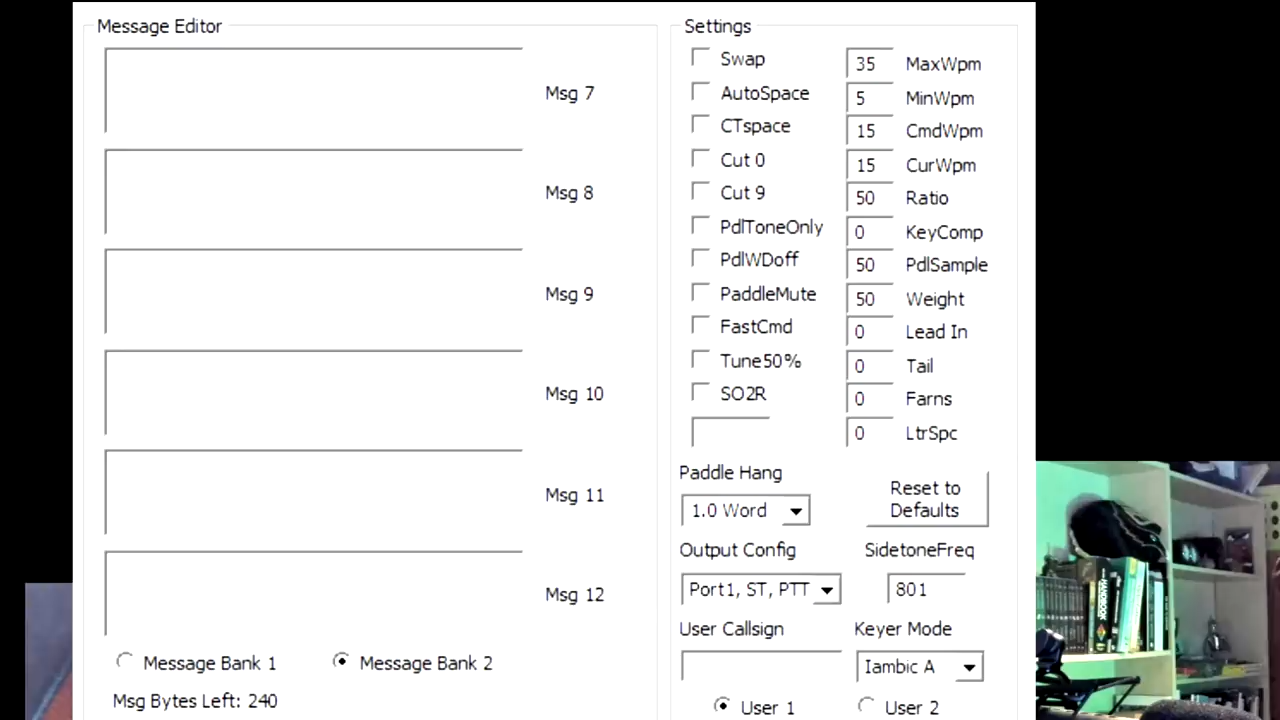 Message Editor
Msg 7
Msg 8
Msg 9
Msg 10
Msg 11
Msg 12
Message Bank 1
Message Bank 2
Msg Bytes Left: 240
Settings
Swap
AutoSpace
CTspace
Cut 0
Cut 9
PdlToneOnly
PdlWDoff
PaddleMute
FastCmd
Tune50%
SO2R
35 MaxWpm
5 MinWpm
15 CmdWpm
15 CurWpm
50 Ratio
0 KeyComp
50 PdlSample
50 Weight
0 Lead In
0 Tail
0 Farns
0 LtrSpc
Paddle Hang
1.0 Word
Reset to
Defaults
Output Config
Port1, ST, PTT
SidetoneFreq
801
User Callsign
Keyer Mode
Iambic A
User 1
User 2
HANDBOOK